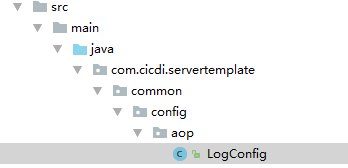 src
main
java
com.cicdi.servertemplate
common
config
aop
LogConfig